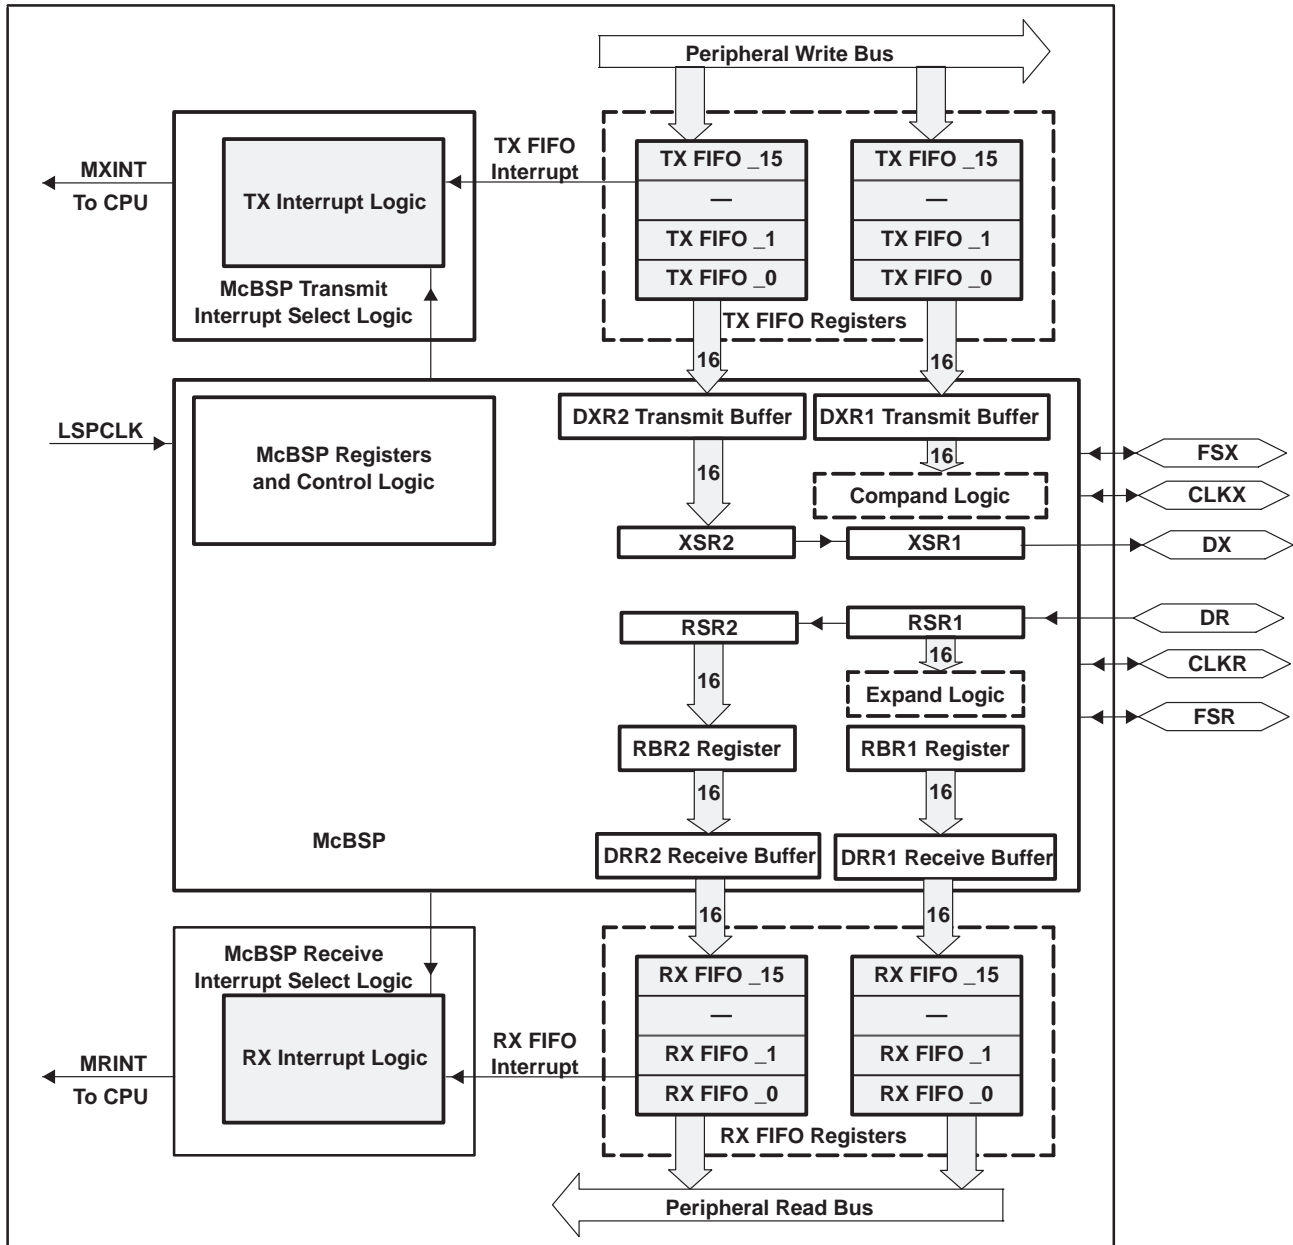 Peripheral Write Bus
MXINT
To CPU
TX Interrupt Logic
McBSP Transmit
Interrupt Select Logic
TX FIFO
Interrupt
TX FIFO _15
—
TX FIFO _1
TX FIFO _0
TX FIFO _15
—
TX FIFO _1
TX FIFO _0
TX FIFO Registers
16
16
LSPCLK
McBSP Registers
and Control Logic
DXR2 Transmit Buffer
DXR1 Transmit Buffer
16
16
Compand Logic
XSR2
XSR1
FSX
CLKX
DX
RSR2
RSR1
16
16
Expand Logic
DR
CLKR
FSR
RBR2 Register
RBR1 Register
16
16
McBSP
DRR2 Receive Buffer
DRR1 Receive Buffer
16
16
McBSP Receive
Interrupt Select Logic
RX Interrupt Logic
MRINT
To CPU
RX FIFO
Interrupt
RX FIFO _15
—
RX FIFO _1
RX FIFO _0
RX FIFO _15
—
RX FIFO _1
RX FIFO _0
RX FIFO Registers
Peripheral Read Bus